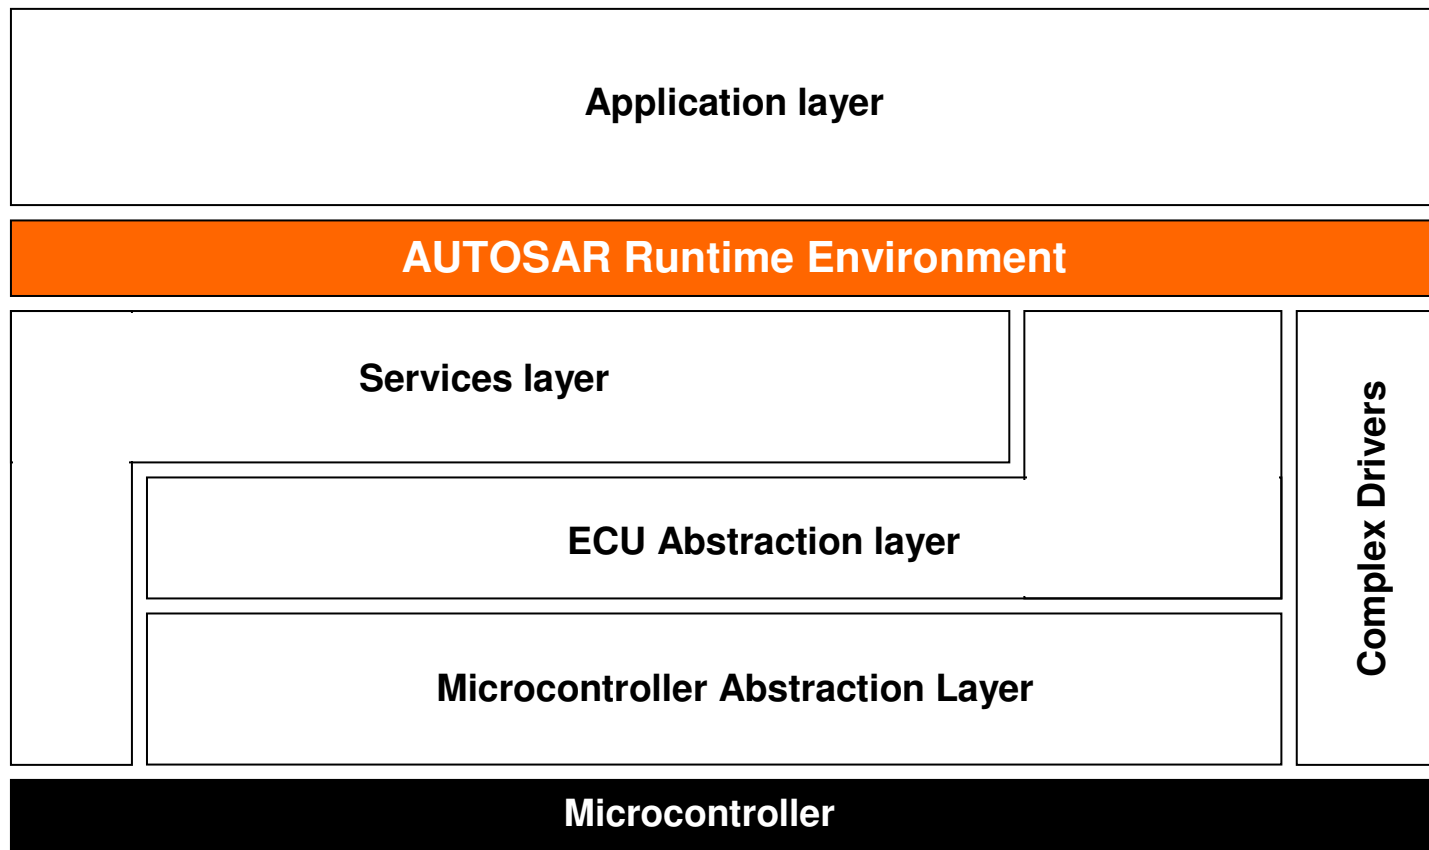 Application layer
AUTOSAR Runtime Environment
Services layer
Complex Drivers
ECU Abstraction layer
Microcontroller Abstraction Layer
Microcontroller